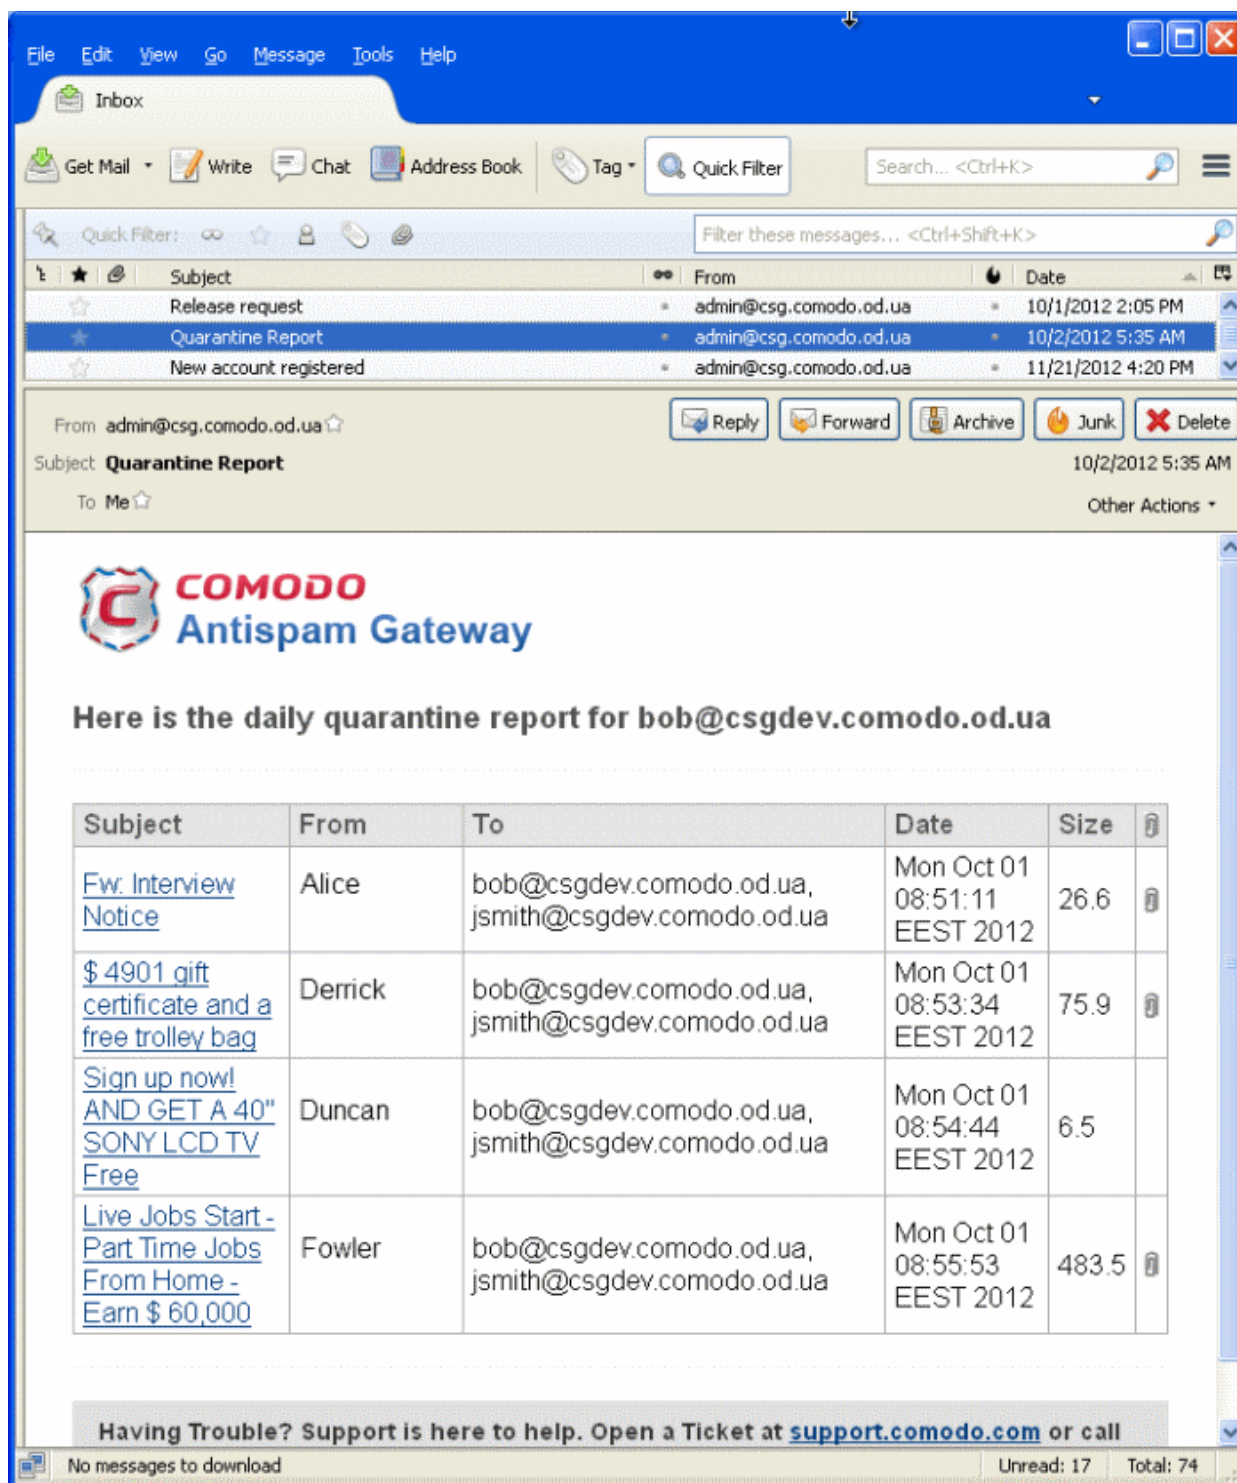 File Edit View Go Message Tools Help
Inbox
Get Mail Write Chat Address Book Tag Quick Filter Search... <Ctrl+K>
Quick Filter: Filter these messages... <Ctrl+Shift+K>
Subject From Date
Release request admin@csg.comodo.od.ua 10/1/2012 2:05 PM
Quarantine Report admin@csg.comodo.od.ua 10/2/2012 5:35 AM
New account registered admin@csg.comodo.od.ua 11/21/2012 4:20 PM
From admin@csg.comodo.od.ua Reply Forward Archive Junk Delete
Subject Quarantine Report 10/2/2012 5:35 AM
To Me Other Actions
C COMODO
Antispam Gateway
Here is the daily quarantine report for bob@csgdev.comodo.od.ua
Subject From To Date Size
Fw: Interview
Notice
Alice
bob@csgdev.comodo.od.ua,
jsmith@csgdev.comodo.od.ua
Mon Oct 01
08:51:11
EEST 2012
26.6
$ 4901 gift
certificate and a
free trolley bag
Derrick
bob@csgdev.comodo.od.ua,
jsmith@csgdev.comodo.od.ua
Mon Oct 01
08:53:34
EEST 2012
75.9
Sign up now!
AND GET A 40"
SONY LCD TV
Free
Duncan
bob@csgdev.comodo.od.ua,
jsmith@csgdev.comodo.od.ua
Mon Oct 01
08:54:44
EEST 2012
6.5
Live Jobs Start -
Part Time Jobs
From Home -
Earn $ 60,000
Fowler
bob@csgdev.comodo.od.ua,
jsmith@csgdev.comodo.od.ua
Mon Oct 01
08:55:53
EEST 2012
483.5
Having Trouble? Support is here to help. Open a Ticket at support.comodo.com or call
No messages to download Unread: 17 Total: 74